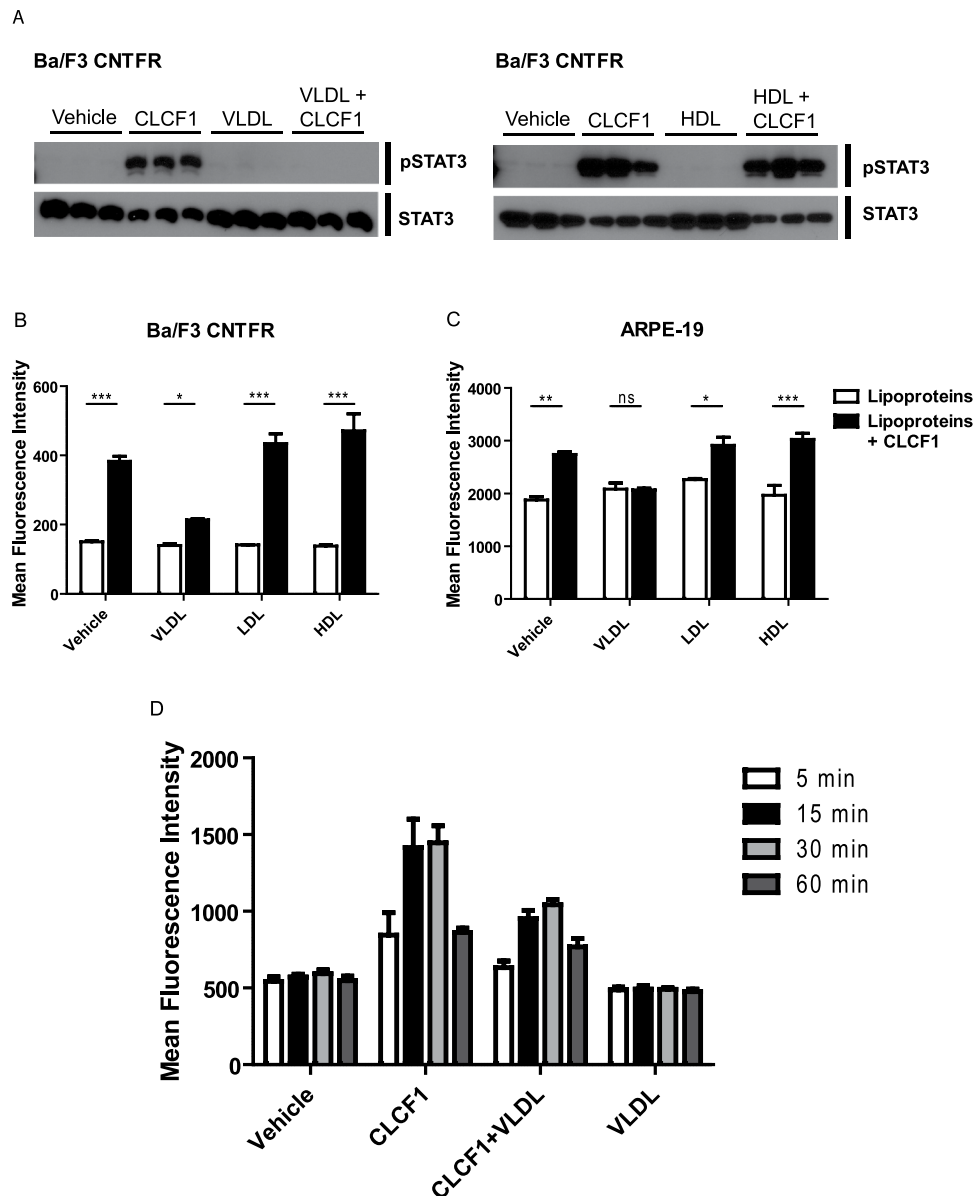 A
Ba/F3 CNTFR
Vehicle CLCF1 VLDL VLDL + CLCF1
pSTAT3
STAT3
Ba/F3 CNTFR
Vehicle CLCF1 HDL HDL + CLCF1
pSTAT3
STAT3
B
Ba/F3 CNTFR
Mean Fluorescence Intensity
600
400
200
0
*** * *** ***
Vehicle VLDL LDL HDL
C
ARPE-19
Mean Fluorescence Intensity
4000
3000
2000
1000
0
** ns * ***
Vehicle VLDL LDL HDL
Lipoproteins
Lipoproteins
+ CLCF1
D
Mean Fluorescence Intensity
2000
1500
1000
500
0
Vehicle CLCF1 CLCF1+VLDL VLDL
5 min
15 min
30 min
60 min